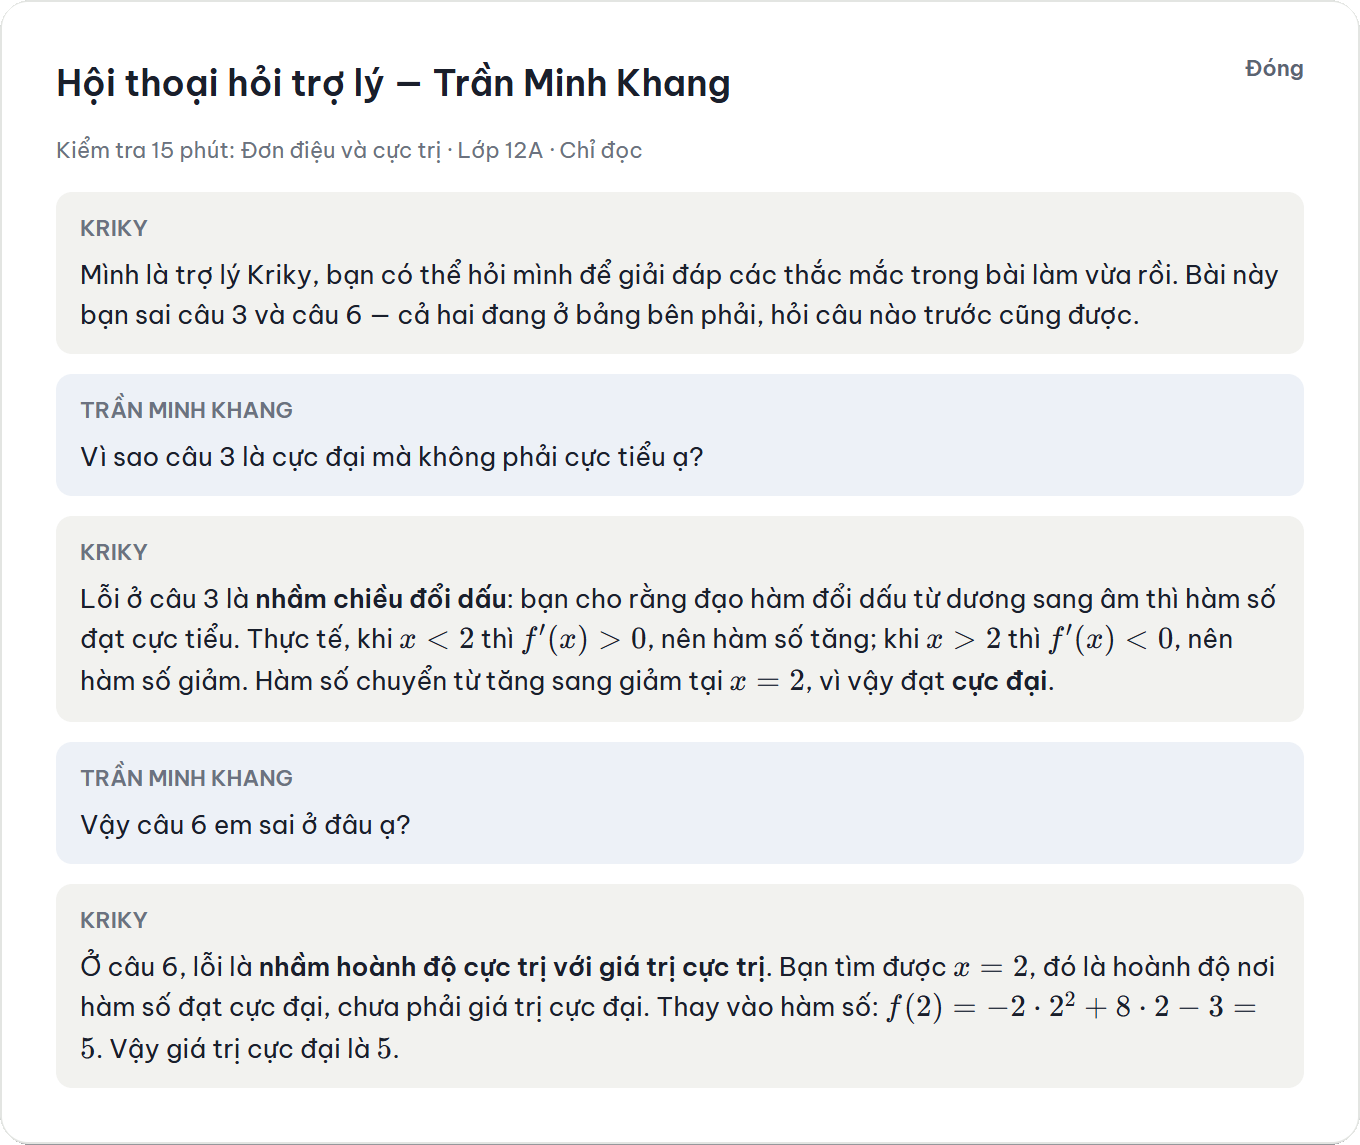 Hội thoại hỏi trợ lý — Trần Minh Khang
Đóng
Kiểm tra 15 phút: Đơn điệu và cực trị · Lớp 12A · Chỉ đọc
KRIKY
Mình là trợ lý Kriky, bạn có thể hỏi mình để giải đáp các thắc mắc trong bài làm vừa rồi. Bài này
bạn sai câu 3 và câu 6 — cả hai đang ở bảng bên phải, hỏi câu nào trước cũng được.
TRẦN MINH KHANG
Vì sao câu 3 là cực đại mà không phải cực tiểu ạ?
KRIKY
Lỗi ở câu 3 là nhầm chiều đổi dấu: bạn cho rằng đạo hàm đổi dấu từ dương sang âm thì hàm số
đạt cực tiểu. Thực tế, khi x < 2 thì f′(x) > 0, nên hàm số tăng; khi x > 2 thì f′(x) < 0, nên
hàm số giảm. Hàm số chuyển từ tăng sang giảm tại x = 2, vì vậy đạt cực đại.
TRẦN MINH KHANG
Vậy câu 6 em sai ở đâu ạ?
KRIKY
Ở câu 6, lỗi là nhầm hoành độ cực trị với giá trị cực trị. Bạn tìm được x = 2, đó là hoành độ nơi
hàm số đạt cực đại, chưa phải giá trị cực đại. Thay vào hàm số: f(2) = −2 · 2² + 8 · 2 − 3 =
5. Vậy giá trị cực đại là 5.